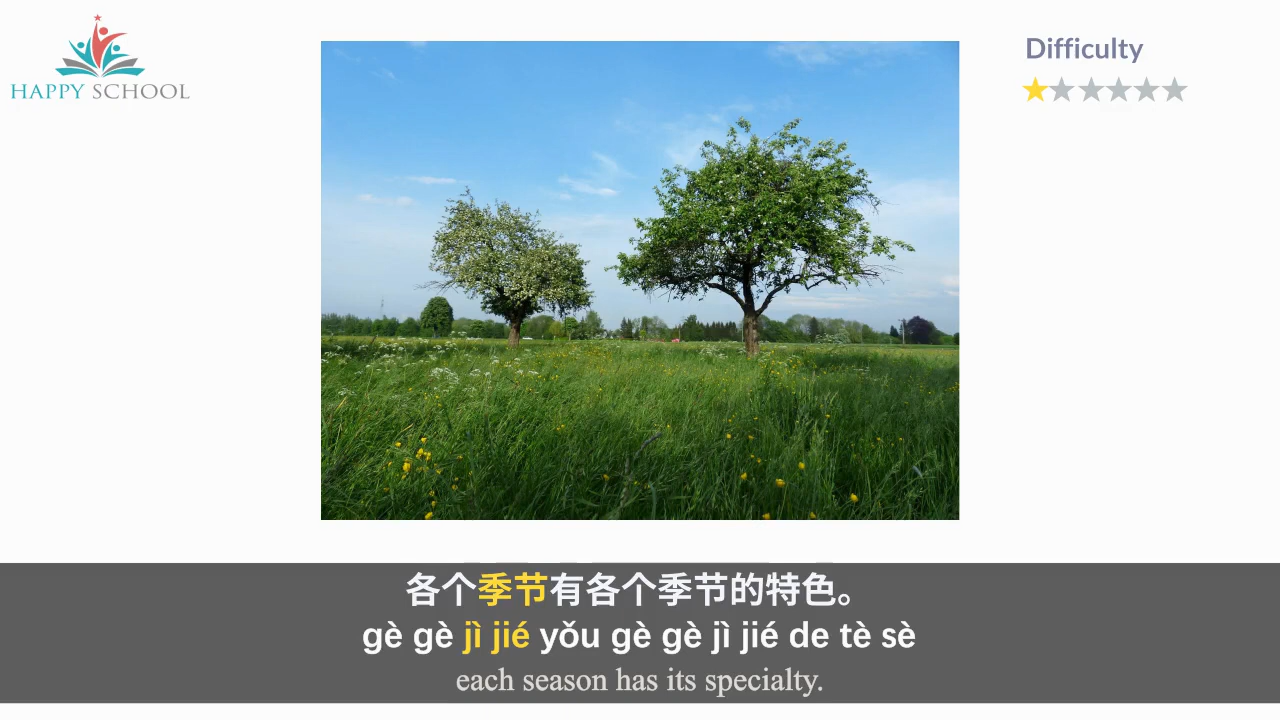 HAPPY SCHOOL
Difficulty
各个季节有各个季节的特色。
gè gè jì jié yǒu gè gè jì jié de tè sè
each season has its specialty.